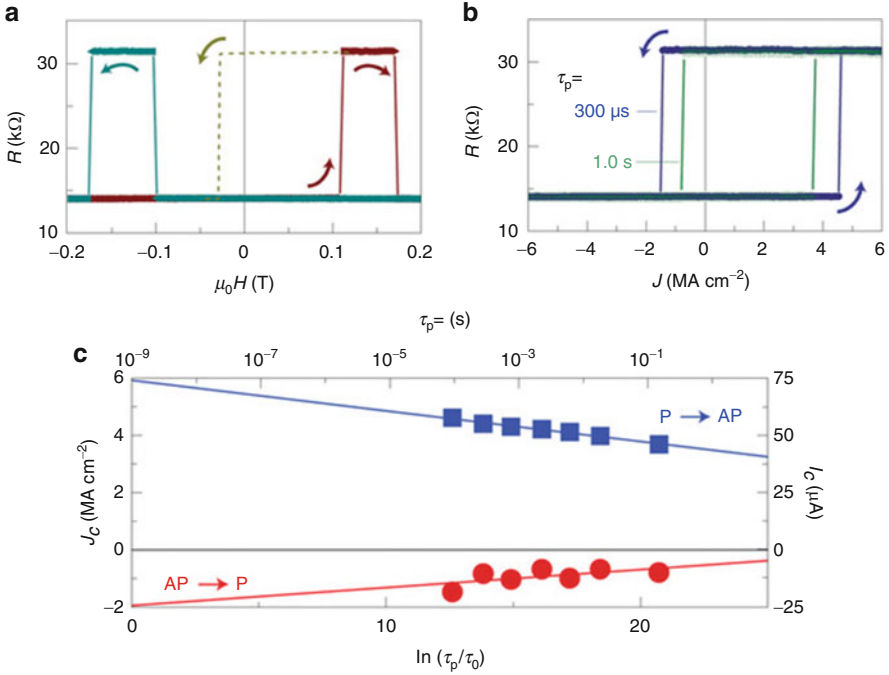 a
R (kΩ)
30
20
10
−0.2
−0.1
0
0.1
0.2
μ₀H (T)
b
R (kΩ)
30
20
10
τp=
300 μs
1.0 s
−6
−4
−2
0
2
4
6
J (MA cm⁻²)
c
τp= (s)
10⁻⁹
10⁻⁷
10⁻⁵
10⁻³
10⁻¹
Jc (MA cm⁻²)
6
4
2
0
−2
P → AP
AP → P
75
50
25
0
−25
Ic (μA)
0
10
20
ln (τp/τ0)